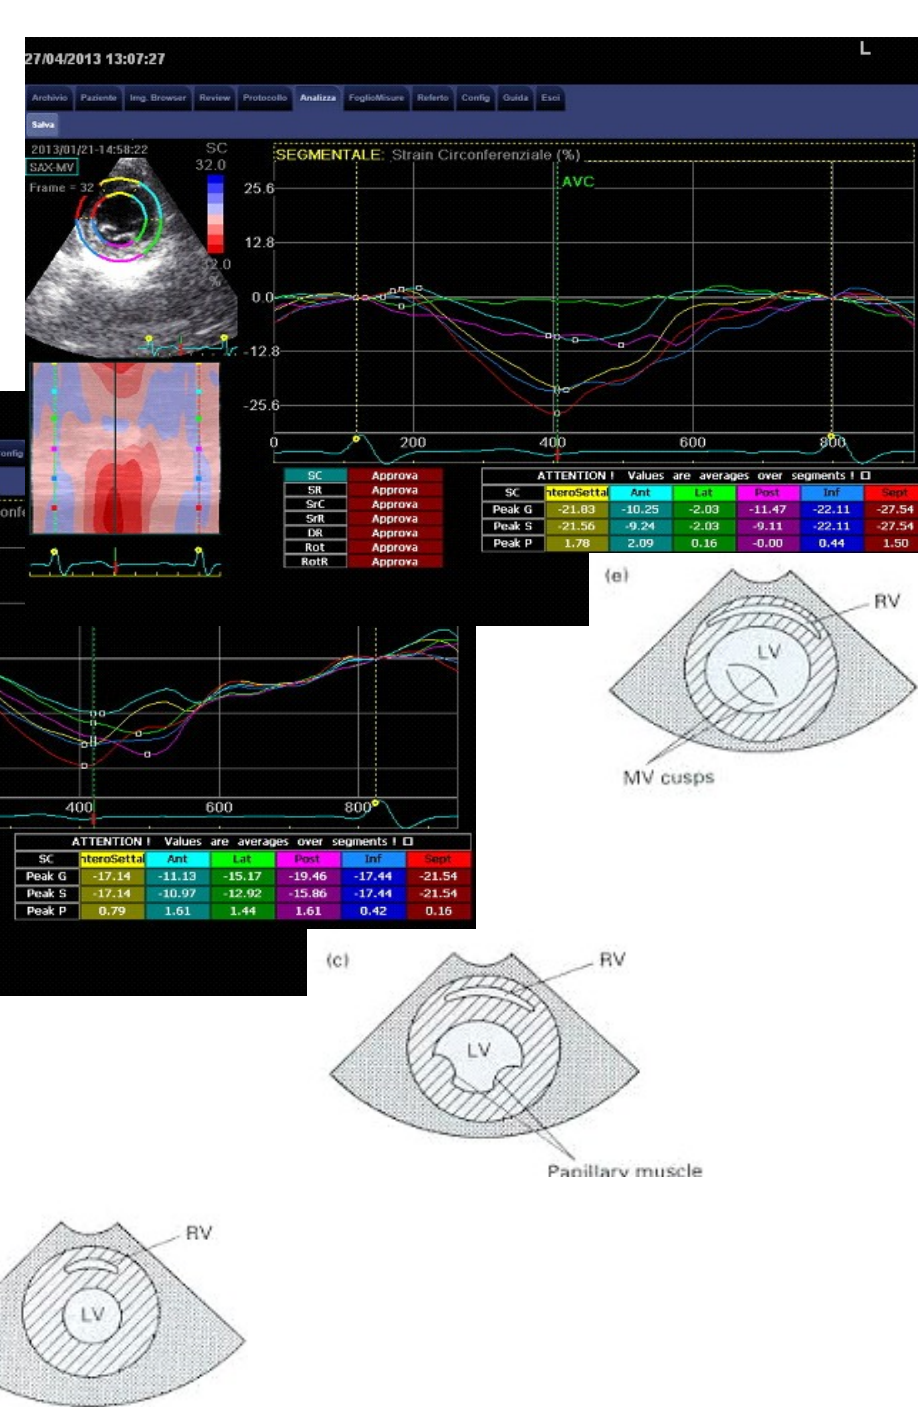 L
27/04/2013 13:07:27
Archivio Paziente Img. Browser Review Protocollo Analizza FoglioMisure Referto Config Guida Esci
Salva
2013/01/21-14:58:22
SAX-MV
Frame = 32
SC
32.0
%
SEGMENTALE: Strain Circonferenziale (%)
AVC
25.6
12.8
0.0
-12.8
-25.6
0 200 400 600 800
SC Approva
SR Approva
SrC Approva
SrR Approva
DR Approva
Rot Approva
RotR Approva
ATTENTION ! Values are averages over segments !
SC nteroSettal Ant Lat Post Inf Sept
Peak G -21.83 -10.25 -2.03 -11.47 -22.11 -27.54
Peak S -21.56 -9.24 -2.03 -9.11 -22.11 -27.54
Peak P 1.78 2.09 0.16 -0.00 0.44 1.50
(e)
RV
LV
MV cusps
400 600 800
ATTENTION ! Values are averages over segments !
SC nteroSettal Ant Lat Post Inf Sept
Peak G -17.14 -11.13 -15.17 -19.46 -17.44 -21.54
Peak S -17.14 -10.97 -12.92 -15.86 -17.44 -21.54
Peak P 0.79 1.61 1.44 1.61 0.42 0.16
(c)
RV
LV
Papillary muscle
RV
LV